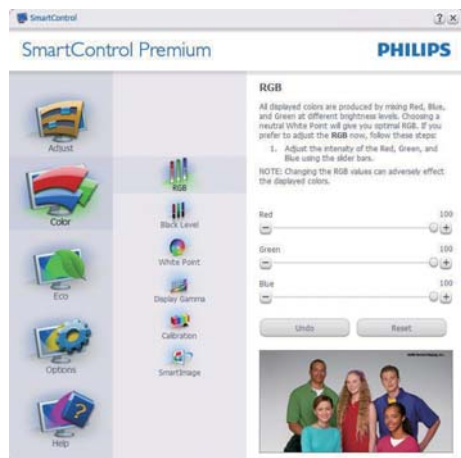 SmartControl
SmartControl Premium
PHILIPS
Adjust
Color
Eco
Options
Help
RGB
Black Level
White Point
Display Gamma
Calibration
SmartImage
RGB
All displayed colors are produced by mixing Red, Blue,
and Green at different brightness levels. Choosing a
neutral White Point will give you optimal RGB. If you
prefer to adjust the RGB now, follow these steps:
1. Adjust the intensity of the Red, Green, and
Blue using the slider bars.
NOTE: Changing the RGB values can adversely effect
the displayed colors.
Red 100
Green 100
Blue 100
Undo Reset